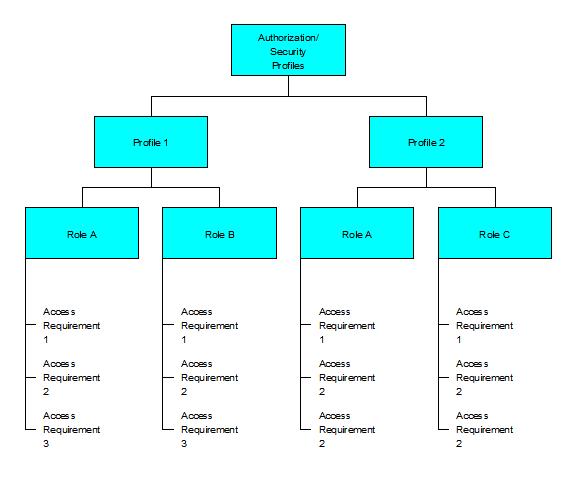 Authorization/
Security
Profiles
Profile 1
Profile 2
Role A
Role B
Role A
Role C
Access
Requirement
1
Access
Requirement
2
Access
Requirement
3
Access
Requirement
1
Access
Requirement
2
Access
Requirement
3
Access
Requirement
1
Access
Requirement
2
Access
Requirement
2
Access
Requirement
1
Access
Requirement
2
Access
Requirement
2